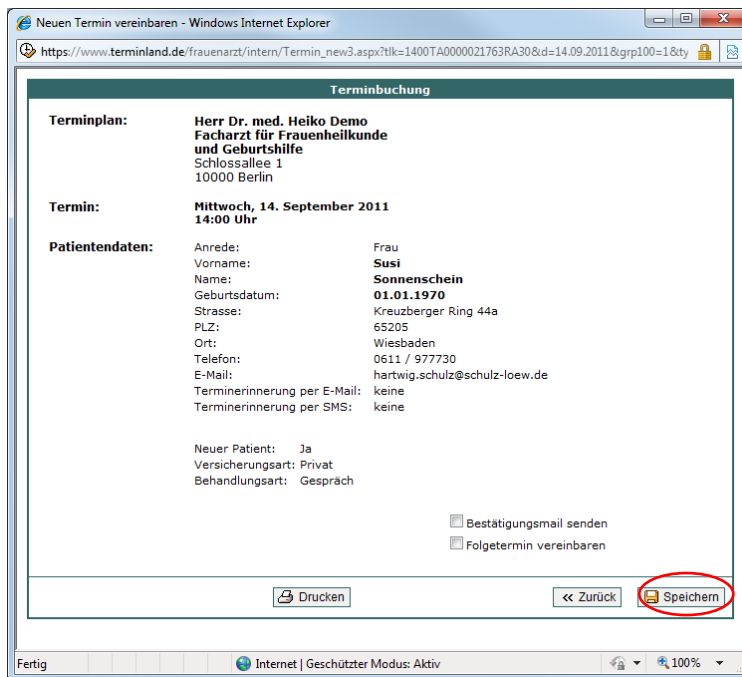 Neuen Termin vereinbaren - Windows Internet Explorer
https://www.terminland.de/frauenarzt/intern/Termin_new3.aspx?tlk=1400TA0000021763RA30&d=14.09.2011&grp100=1&ty
Terminbuchung
Terminplan: Herr Dr. med. Heiko Demo
Facharzt für Frauenheilkunde
und Geburtshilfe
Schlossallee 1
10000 Berlin
Termin: Mittwoch, 14. September 2011
14:00 Uhr
Patientendaten: Anrede: Frau
Vorname: Susi
Name: Sonnenschein
Geburtsdatum: 01.01.1970
Strasse: Kreuzberger Ring 44a
PLZ: 65205
Ort: Wiesbaden
Telefon: 0611 / 977730
E-Mail: hartwig.schulz@schulz-loew.de
Terminerinnerung per E-Mail: keine
Terminerinnerung per SMS: keine
Neuer Patient: Ja
Versicherungsart: Privat
Behandlungsart: Gespräch
Bestätigungsmail senden
Folgetermin vereinbaren
Drucken << Zurück Speichern
Fertig Internet | Geschützter Modus: Aktiv 100%